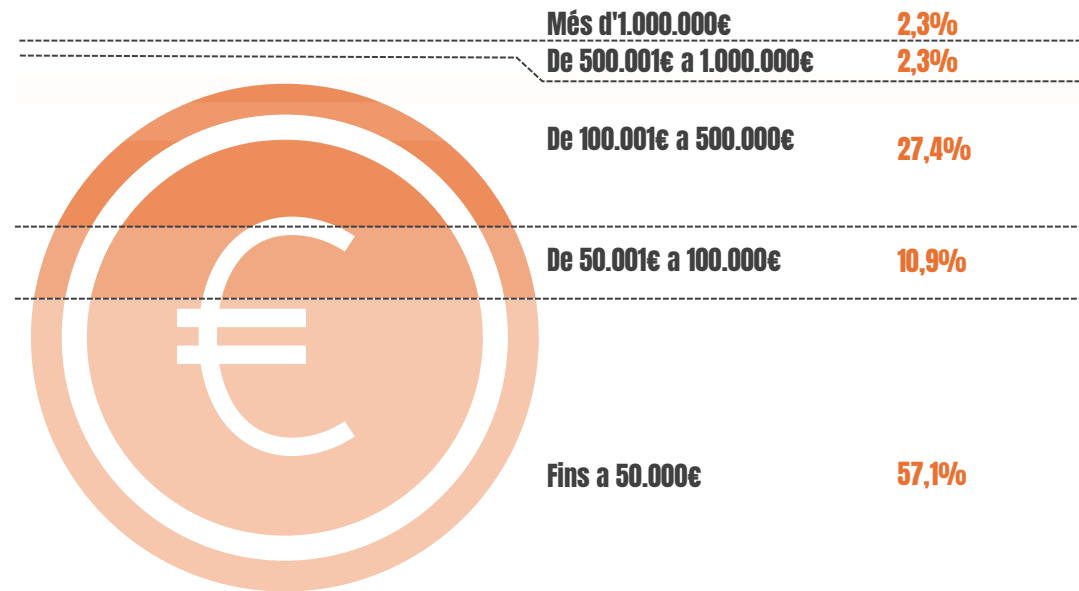 Més d'1.000.000€ 2,3%
De 500.001€ a 1.000.000€ 2,3%
De 100.001€ a 500.000€ 27,4%
De 50.001€ a 100.000€ 10,9%
Fins a 50.000€ 57,1%
€